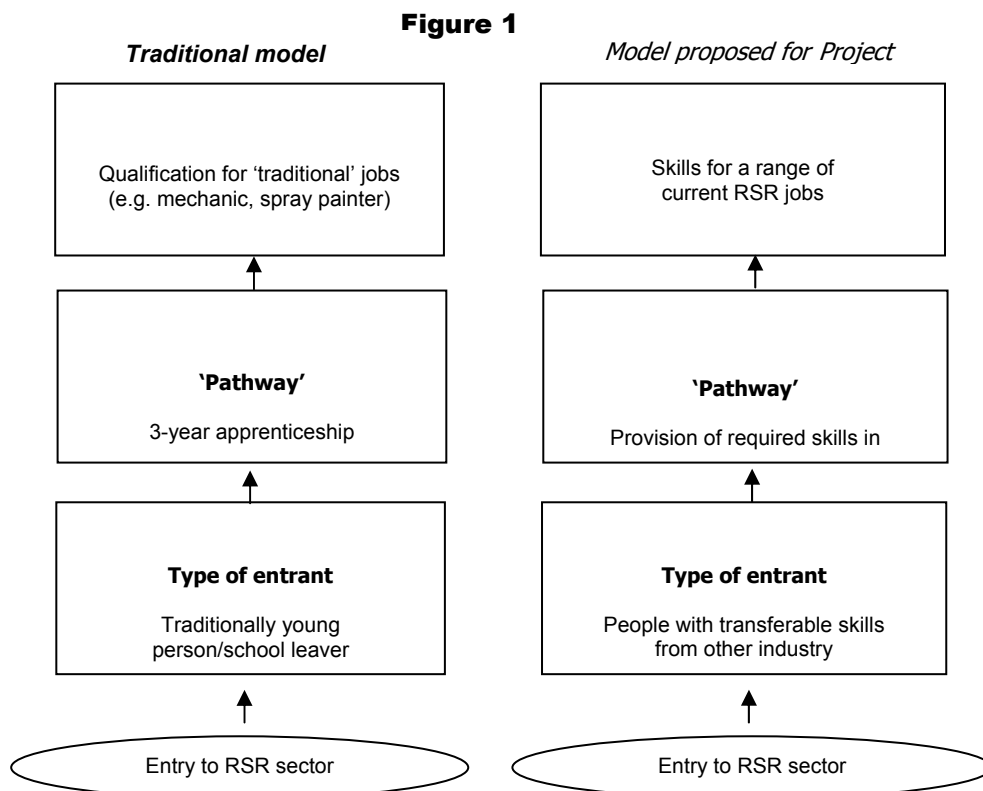 Figure 1
Traditional model
Qualification for ‘traditional’ jobs
(e.g. mechanic, spray painter)
‘Pathway’
3-year apprenticeship
Type of entrant
Traditionally young
person/school leaver
Entry to RSR sector
Model proposed for Project
Skills for a range of
current RSR jobs
‘Pathway’
Provision of required skills in
Type of entrant
People with transferable skills
from other industry
Entry to RSR sector